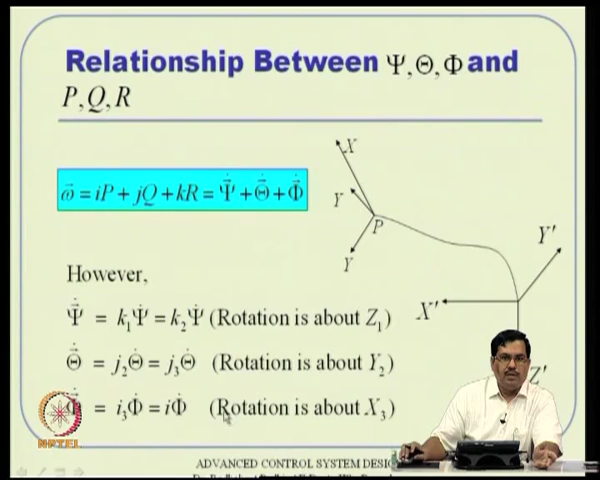 Relationship Between Ψ,Θ,Φ and
P,Q,R
ω⃗ = iP + jQ + kR = Ψ̇⃗ + Θ̇⃗ + Φ̇⃗
X
Y
P
Y
Y'
X'
Z'
However,
Ψ̇⃗ = k₁Ψ̇ = k₂Ψ̇ (Rotation is about Z₁)
Θ̇⃗ = j₂Θ̇ = j₃Θ̇ (Rotation is about Y₂)
Φ̇⃗ = i₃Φ̇ = iΦ̇ (Rotation is about X₃)
NPTEL
ADVANCED CONTROL SYSTEM DESIG